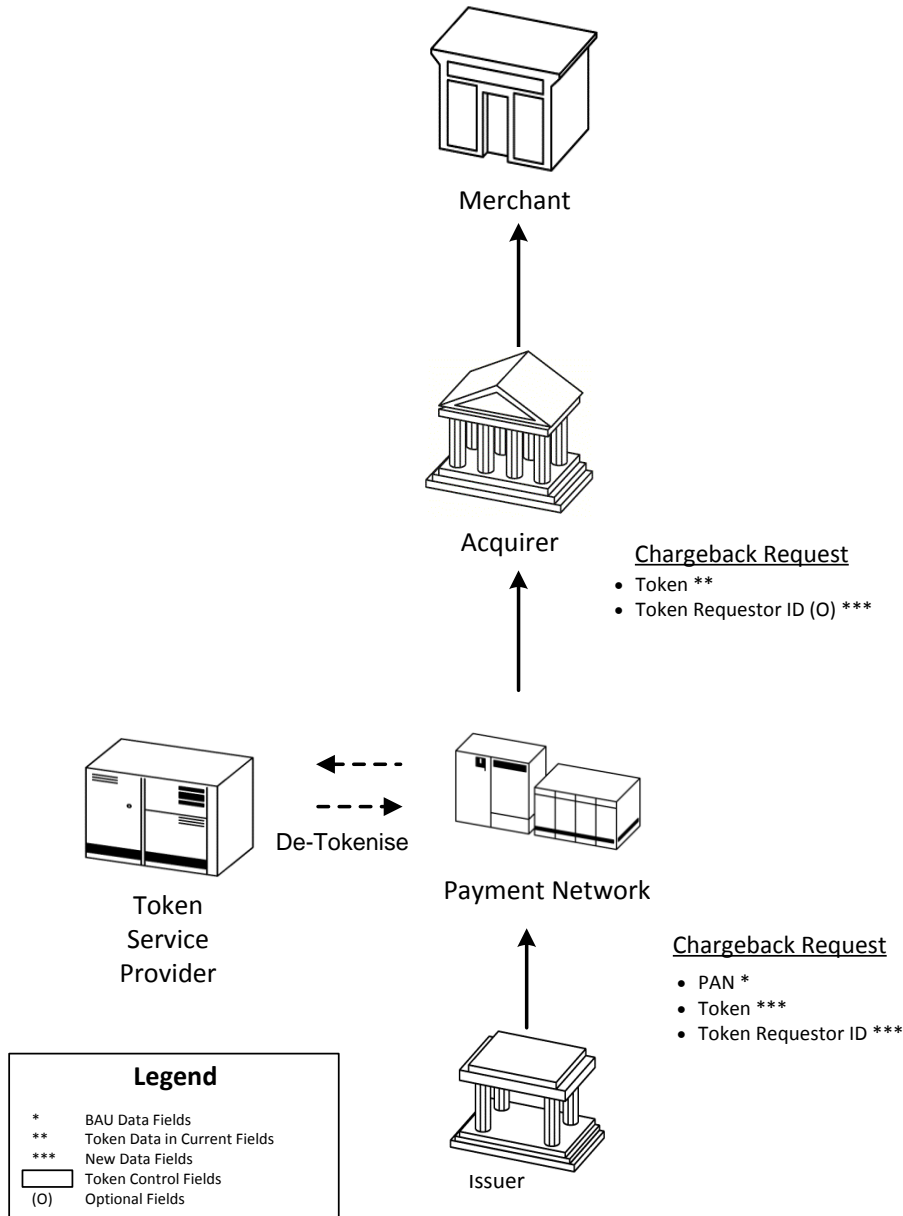 Merchant
Acquirer
Chargeback Request
• Token **
• Token Requestor ID (O) ***
De-Tokenise
Token
Service
Provider
Payment Network
Chargeback Request
• PAN *
• Token ***
• Token Requestor ID ***
Issuer
Legend
* BAU Data Fields
** Token Data in Current Fields
*** New Data Fields
Token Control Fields
(O) Optional Fields